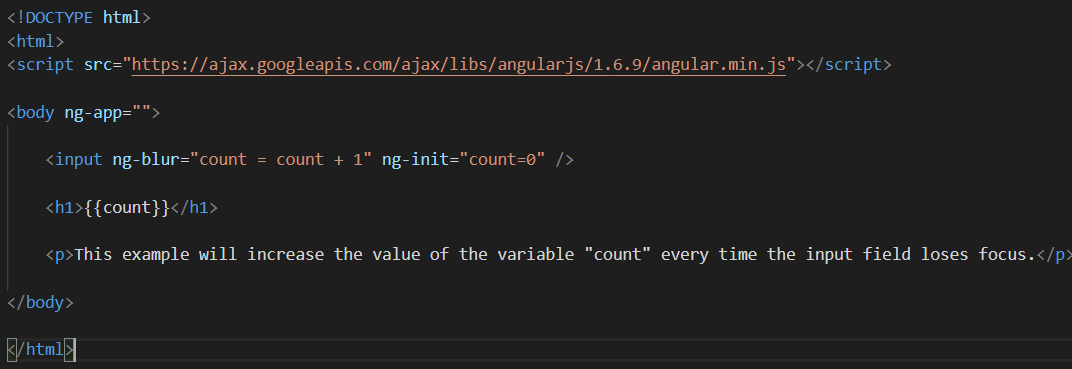 <!DOCTYPE html>
<html>
<script src="https://ajax.googleapis.com/ajax/libs/angularjs/1.6.9/angular.min.js"></script>
<body ng-app="">
<input ng-blur="count = count + 1" ng-init="count=0" />
<h1>{{count}}</h1>
<p>This example will increase the value of the variable "count" every time the input field loses focus.</p>
</body>
</html>